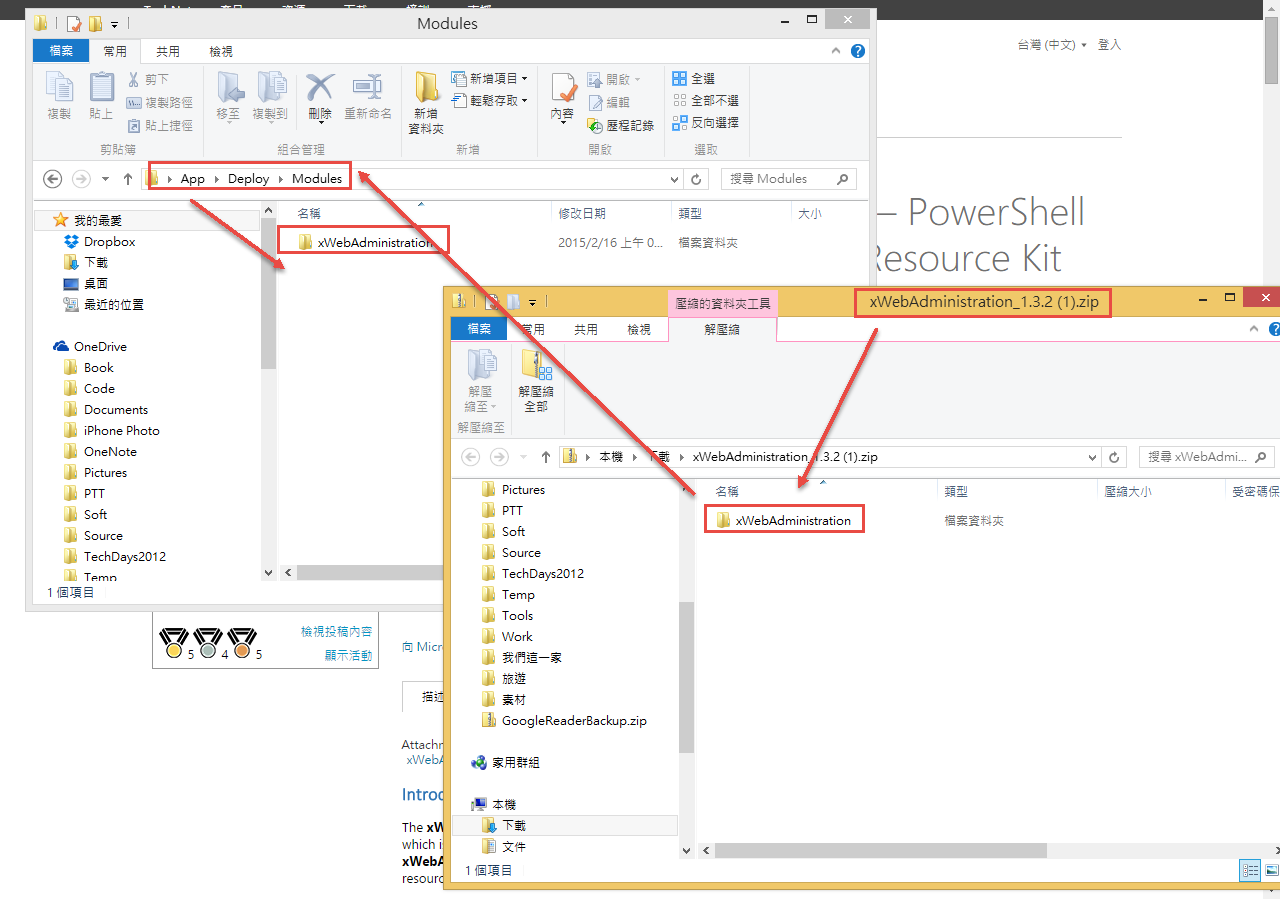 Modules
檔案 常用 共用 檢視
複製
貼上
剪下
複製路徑
貼上捷徑
剪貼簿
移至
複製到
刪除
重新命名
組合管理
新增
資料夾
新增項目
輕鬆存取
新增
內容
開啟
編輯
歷程記錄
開啟
全選
全部不選
反向選擇
選取
App Deploy Modules
搜尋 Modules
我的最愛
Dropbox
下載
桌面
最近的位置
OneDrive
Book
Code
Documents
iPhone Photo
OneNote
Pictures
PTT
Soft
Source
TechDays2012
Temp
名稱 修改日期 類型 大小
xWebAdministration 2015/2/16 上午 0... 檔案資料夾
1 個項目
台灣 (中文) 登入
– PowerShell
Resource Kit
壓縮的資料夾工具
xWebAdministration_1.3.2 (1).zip
檔案 常用 共用 檢視 解壓縮
解壓
縮至
解壓縮至
解壓縮
全部
本機 下載 xWebAdministration_1.3.2 (1).zip
搜尋 xWebAdmi...
Pictures
PTT
Soft
Source
TechDays2012
Temp
Tools
Work
我們這一家
旅遊
素材
GoogleReaderBackup.zip
家用群組
本機
下載
文件
名稱 類型 壓縮大小 受密碼保
xWebAdministration 檔案資料夾
1 個項目
5 4 5
檢視投稿內容
顯示活動
向 Micr
描述
Attachm
xWebA
Introd
The xW
which i
xWebA
resourc